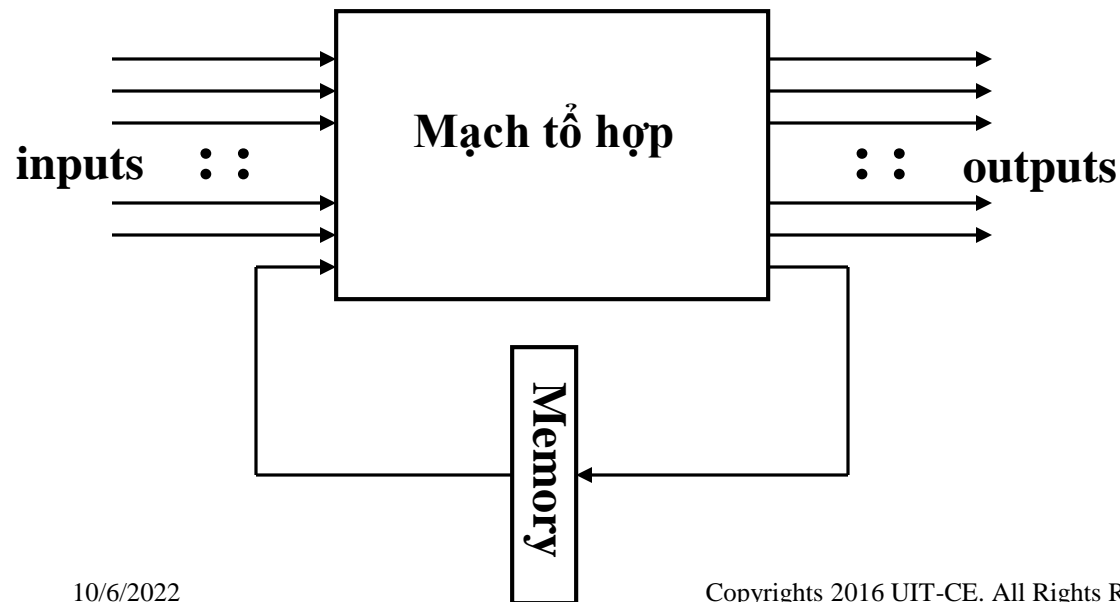 Mạch tổ hợp
inputs : :
: : outputs
Memory
10/6/2022
Copyrights 2016 UIT-CE. All Rights